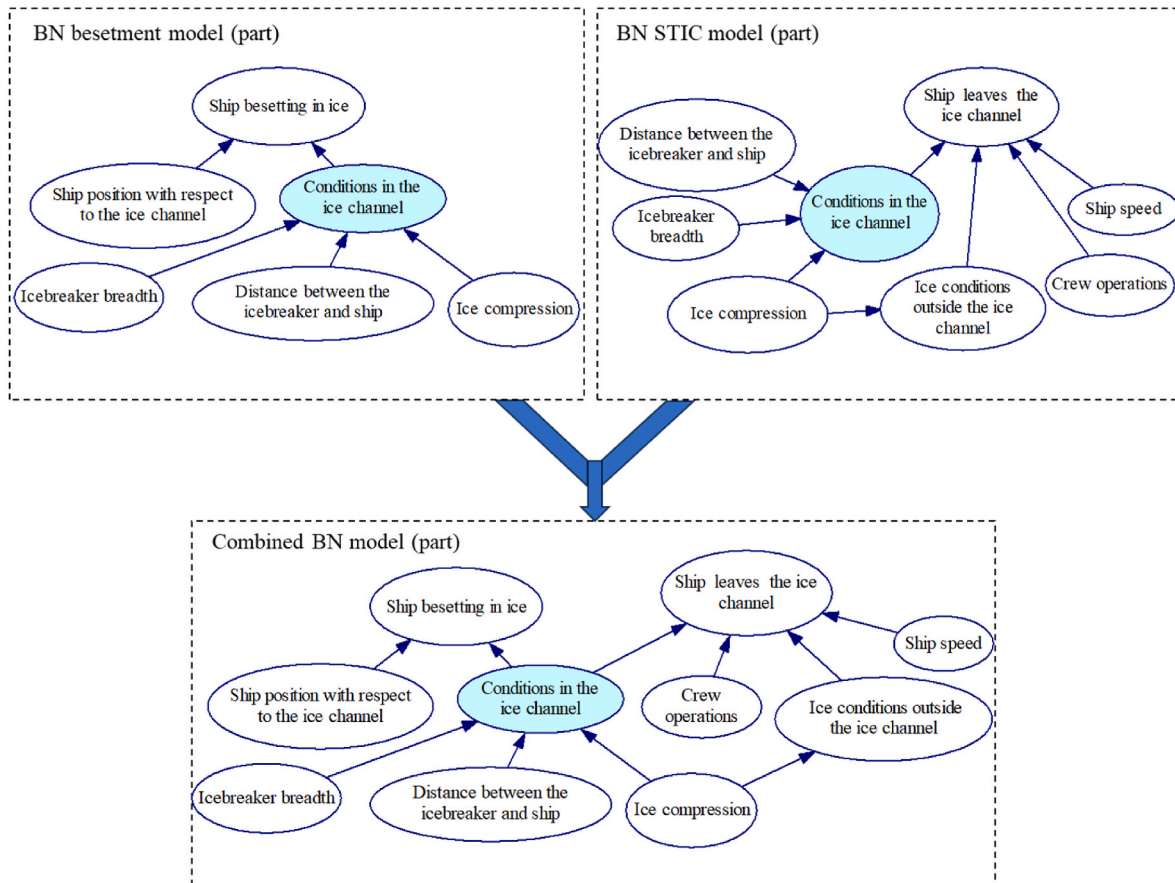 BN besetment model (part)
Ship besetting in ice
Ship position with respect
to the ice channel
Conditions in the
ice channel
Icebreaker breadth
Distance between the
icebreaker and ship
Ice compression
BN STIC model (part)
Ship leaves the
ice channel
Distance between the
icebreaker and ship
Icebreaker
breadth
Conditions in the
ice channel
Ship speed
Ice compression
Ice conditions
outside the ice
channel
Crew operations
Combined BN model (part)
Ship besetting in ice
Ship leaves the ice
channel
Ship speed
Ship position with respect
to the ice channel
Conditions in the
ice channel
Crew
operations
Ice conditions outside
the ice channel
Icebreaker breadth
Distance between the
icebreaker and ship
Ice compression